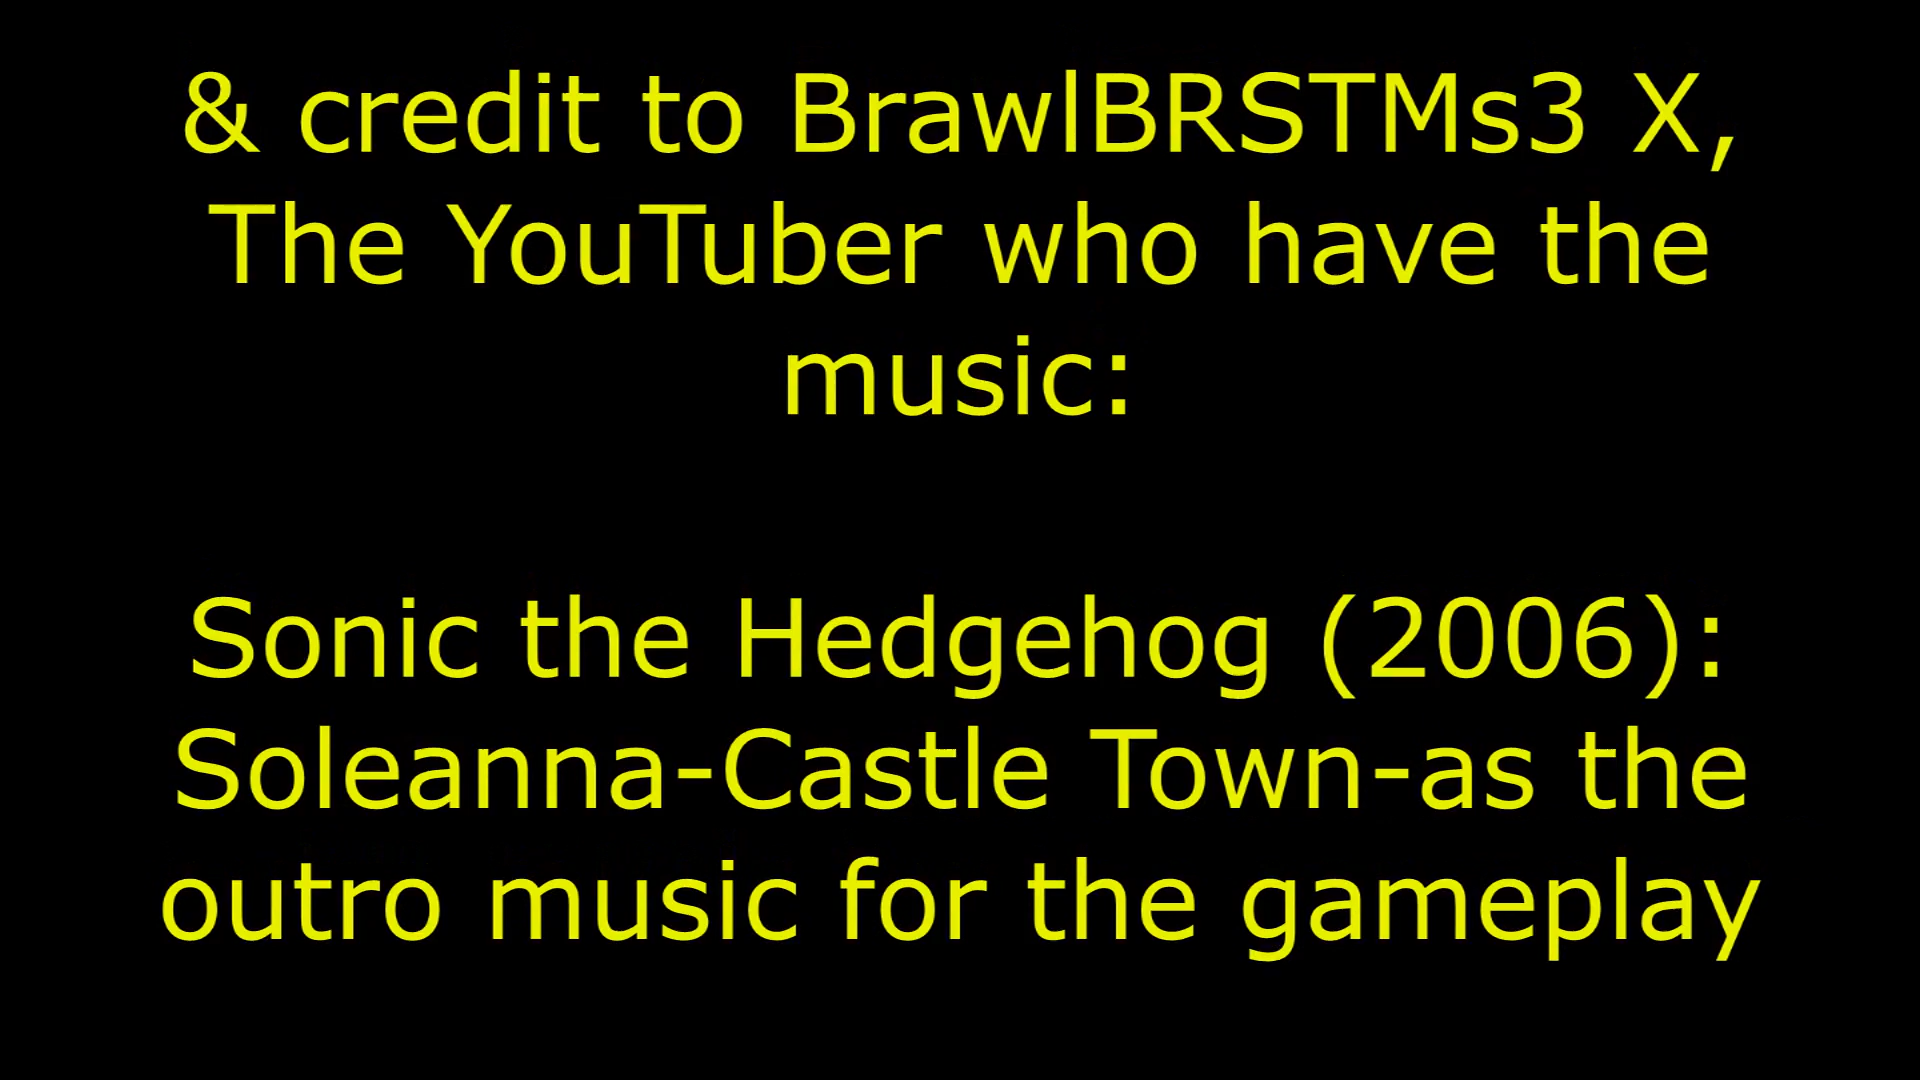 & credit to BrawlBRSTMs3 X,
The YouTuber who have the
music:
Sonic the Hedgehog (2006):
Soleanna-Castle Town-as the
outro music for the gameplay